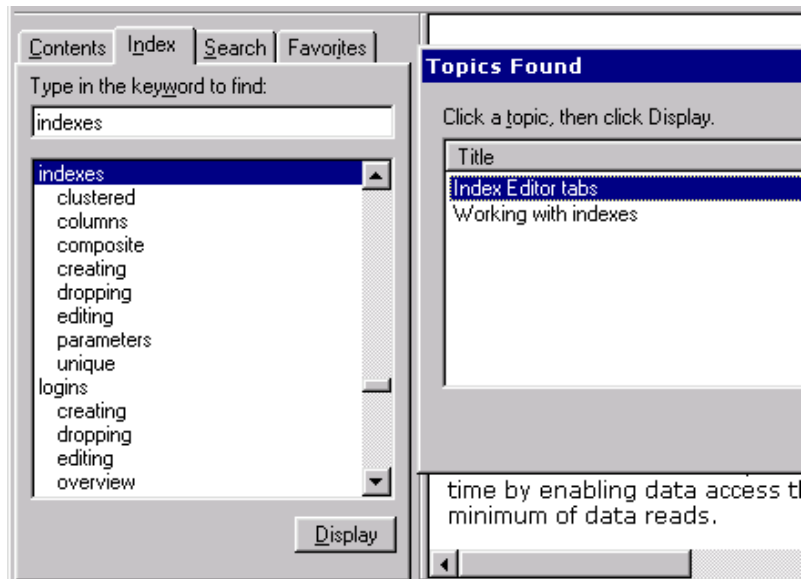 Contents Index Search Favorites
Type in the keyword to find:
indexes
indexes
clustered
columns
composite
creating
dropping
editing
parameters
unique
logins
creating
dropping
editing
overview
Display
Topics Found
Click a topic, then click Display.
Title
Index Editor tabs
Working with indexes
time by enabling data access
minimum of data reads.